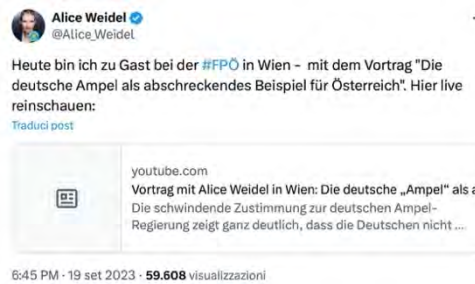 Alice Weidel
@Alice_Weidel
Heute bin ich zu Gast bei der #FPÖ in Wien - mit dem Vortrag "Die
deutsche Ampel als abschreckendes Beispiel für Österreich". Hier live
reinschauen:
Traduci post
youtube.com
Vortrag mit Alice Weidel in Wien: Die deutsche „Ampel“ als a
Die schwindende Zustimmung zur deutschen Ampel-
Regierung zeigt ganz deutlich, dass die Deutschen nicht ...
6:45 PM · 19 set 2023 · 59.608 visualizzazioni